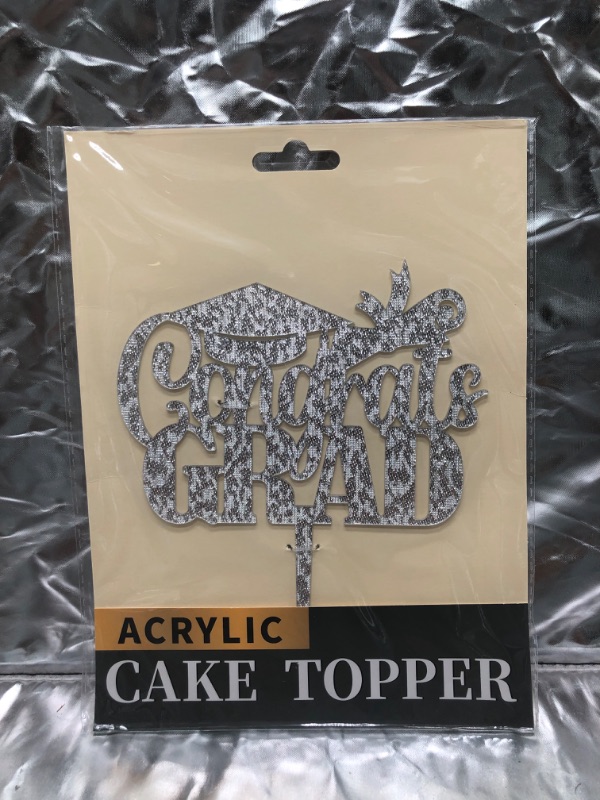 Congrats
GRAD
ACRYLIC
CAKE TOPPER